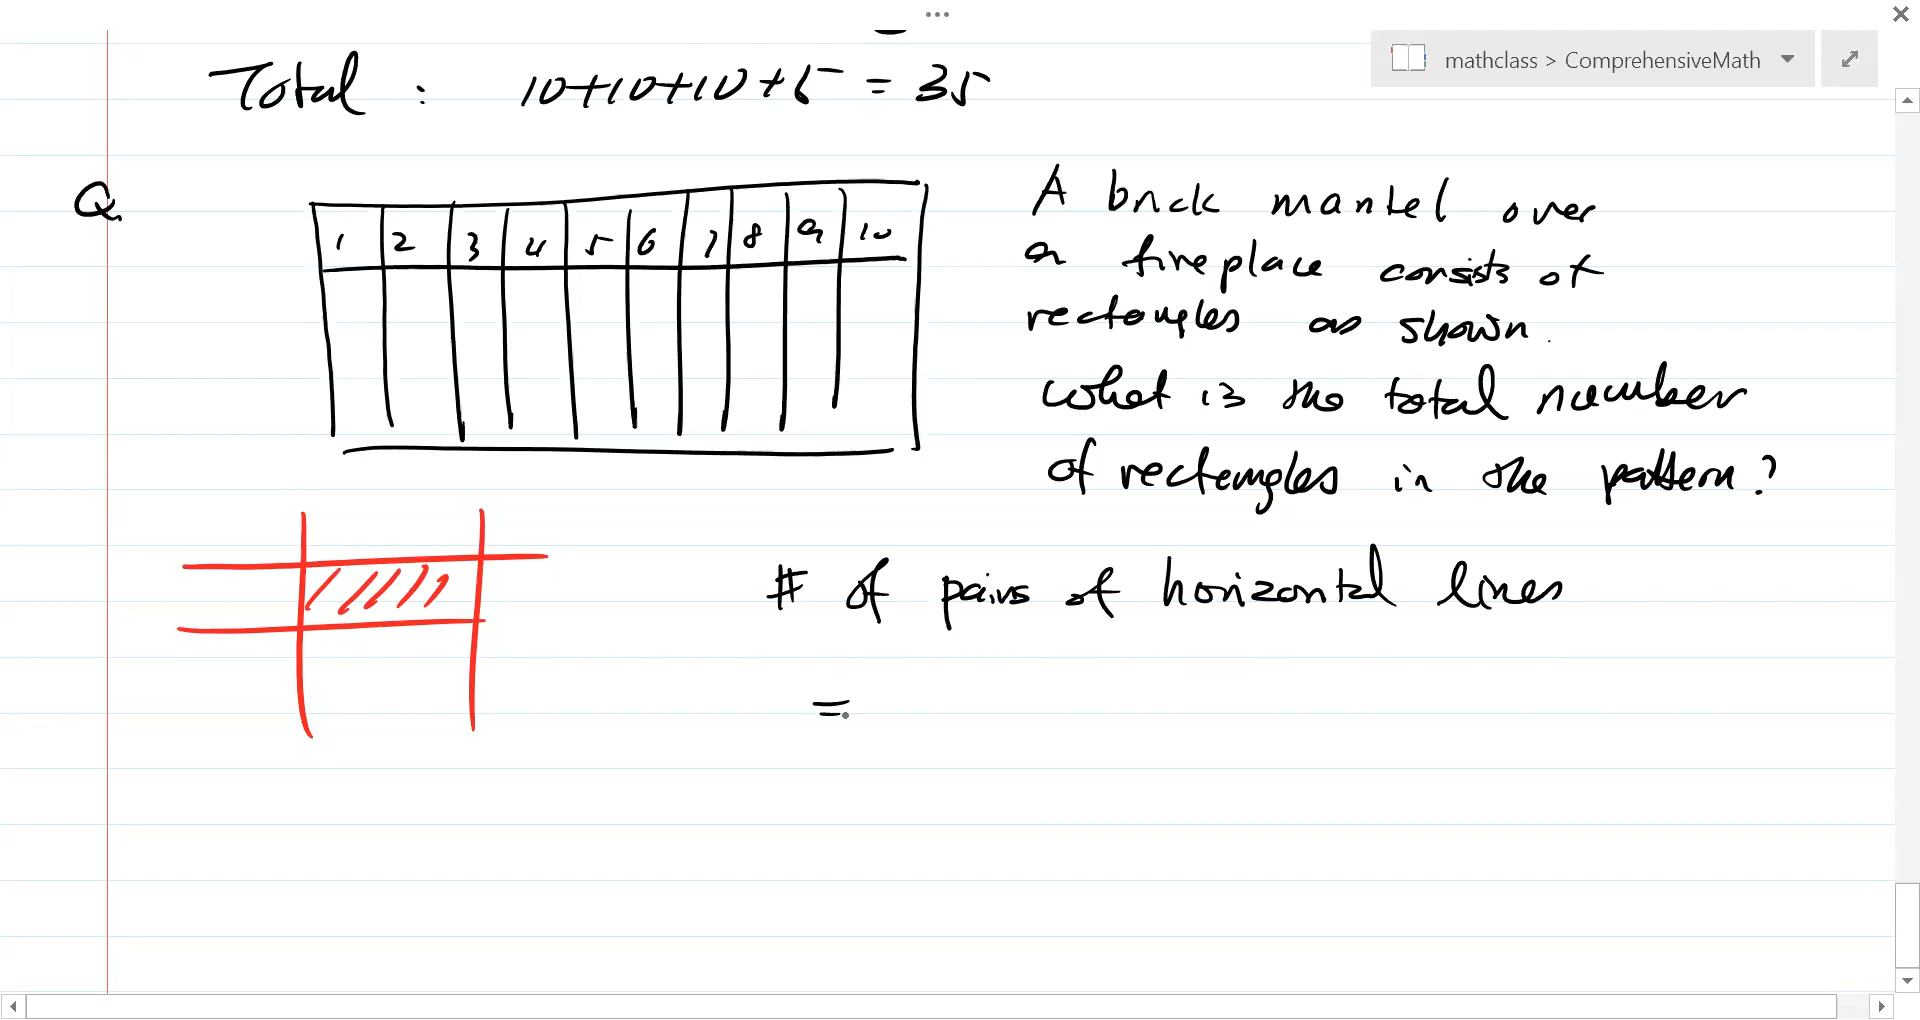 mathclass > ComprehensiveMath
Total : 10+10+10+5 = 35
Q.
1 2 3 4 5 6 7 8 9 10
A brick mantel over
a fireplace consists of
rectangles as shown.
What is the total number
of rectangles in the pattern?
# of pairs of horizontal lines
=